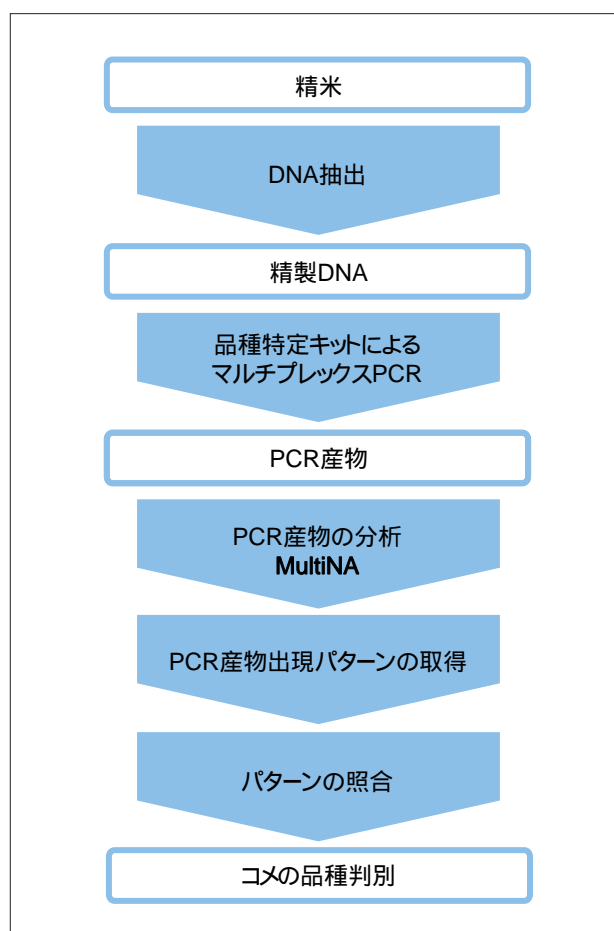 精米
DNA抽出
精製DNA
品種特定キットによる
マルチプレックスPCR
PCR産物
PCR産物の分析
MultiNA
PCR産物出現パターンの取得
パターンの照合
コメの品種判別